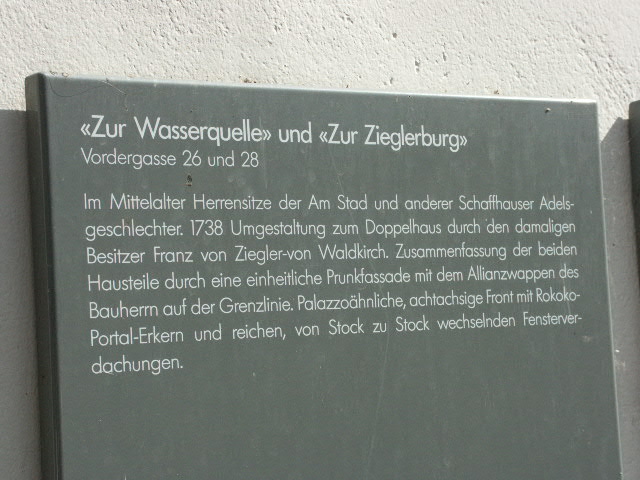 «Zur Wasserquelle» und «Zur Zieglerburg»
Vordergasse 26 und 28
Im Mittelalter Herrensitze der Am Stad und anderer Schaffhauser Adels-
geschlechter. 1738 Umgestaltung zum Doppelhaus durch den damaligen
Besitzer Franz von Ziegler-von Waldkirch. Zusammenfassung der beiden
Hausteile durch eine einheitliche Prunkfassade mit dem Allianzwappen des
Bauherrn auf der Grenzlinie. Palazzoähnliche, achtachsige Front mit Rokoko-
Portal-Erkern und reichen, von Stock zu Stock wechselnden Fensterver-
dachungen.